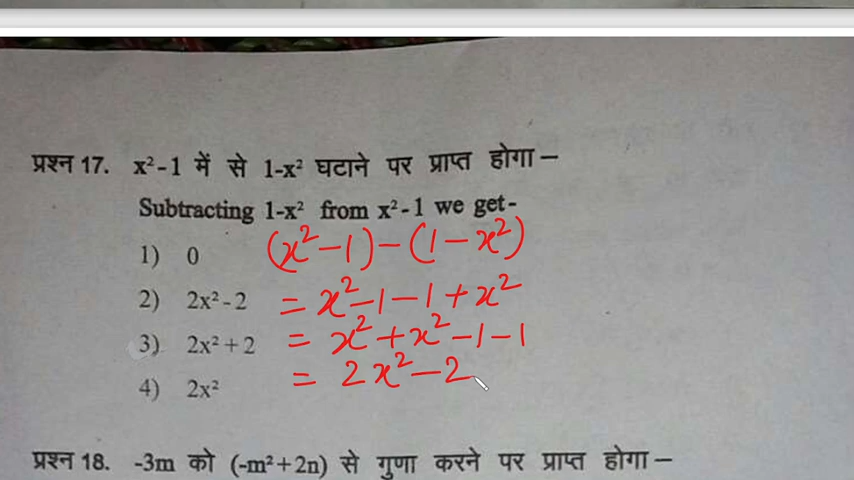 प्रश्न 17. x²-1 में से 1-x² घटाने पर प्राप्त होगा –
Subtracting 1-x² from x²-1 we get-
1) 0
2) 2x²-2
3) 2x²+2
4) 2x²
(x²-1)-(1-x²)
= x²-1-1+x²
= x²+x²-1-1
= 2x²-2
प्रश्न 18. -3m को (-m²+2n) से गुणा करने पर प्राप्त होगा –